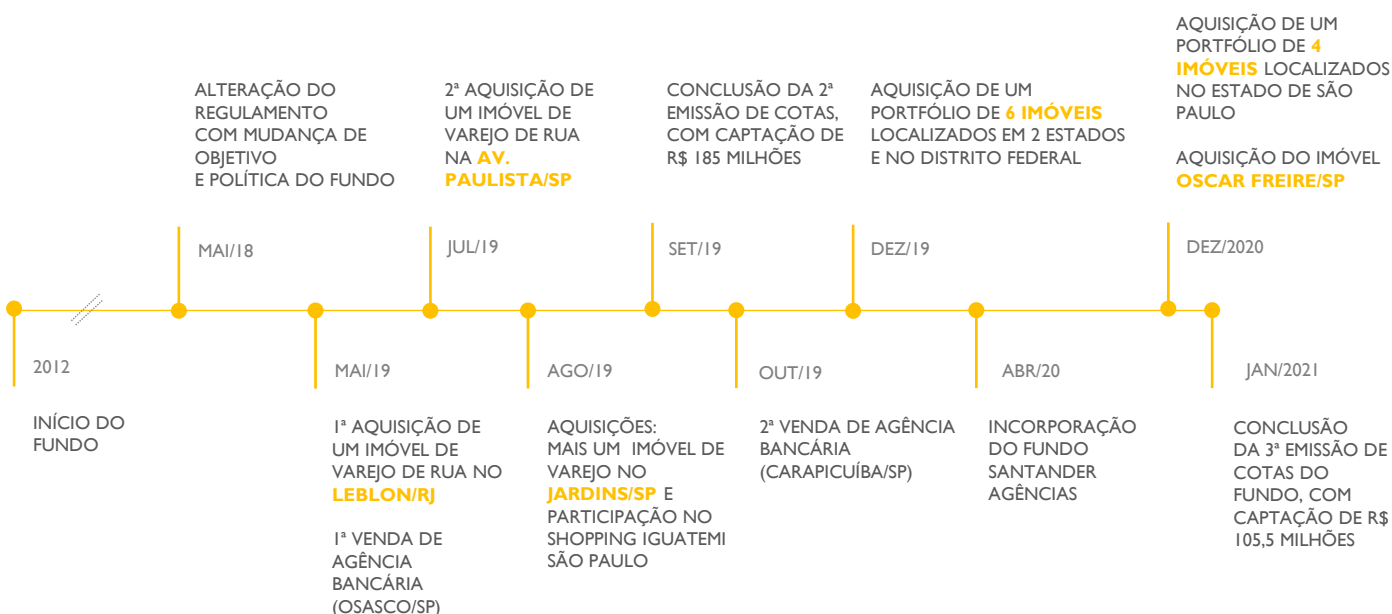 ALTERAÇÃO DO
REGULAMENTO
COM MUDANÇA DE
OBJETIVO
E POLÍTICA DO FUNDO
2ª AQUISIÇÃO DE
UM IMÓVEL DE
VAREJO DE RUA
NA AV.
PAULISTA/SP
CONCLUSÃO DA 2ª
EMISSÃO DE COTAS,
COM CAPTAÇÃO DE
R$ 185 MILHÕES
AQUISIÇÃO DE UM
PORTFÓLIO DE 6 IMÓVEIS
LOCALIZADOS EM 2 ESTADOS
E NO DISTRITO FEDERAL
AQUISIÇÃO DE UM
PORTFÓLIO DE 4
IMÓVEIS LOCALIZADOS
NO ESTADO DE SÃO
PAULO
AQUISIÇÃO DO IMÓVEL
OSCAR FREIRE/SP
MAI/18
JUL/19
SET/19
DEZ/19
DEZ/2020
2012
MAI/19
AGO/19
OUT/19
ABR/20
JAN/2021
INÍCIO DO
FUNDO
1ª AQUISIÇÃO DE
UM IMÓVEL DE
VAREJO DE RUA NO
LEBLON/RJ
1ª VENDA DE
AGÊNCIA
BANCÁRIA
(OSASCO/SP)
AQUISIÇÕES:
MAIS UM IMÓVEL DE
VAREJO NO
JARDINS/SP E
PARTICIPAÇÃO NO
SHOPPING IGUATEMI
SÃO PAULO
2ª VENDA DE AGÊNCIA
BANCÁRIA
(CARAPICUÍBA/SP)
INCORPORAÇÃO
DO FUNDO
SANTANDER
AGÊNCIAS
CONCLUSÃO
DA 3ª EMISSÃO DE
COTAS DO
FUNDO, COM
CAPTAÇÃO DE R$
105,5 MILHÕES